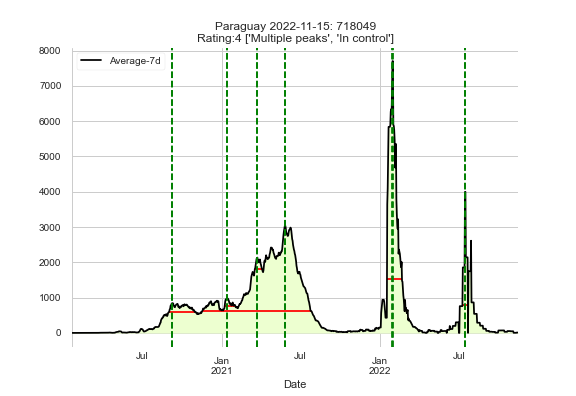 Paraguay 2022-11-15: 718049
Rating:4 ['Multiple peaks', 'In control']
8000
7000
6000
5000
4000
3000
2000
1000
0
Average-7d
Jul
Jan
2021
Jul
Jan
2022
Jul
Date